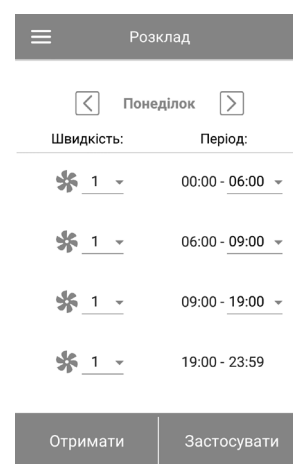 Розклад
Понеділок
Швидкість: Період:
1 00:00 - 06:00
1 06:00 - 09:00
1 09:00 - 19:00
1 19:00 - 23:59
Отримати Застосувати